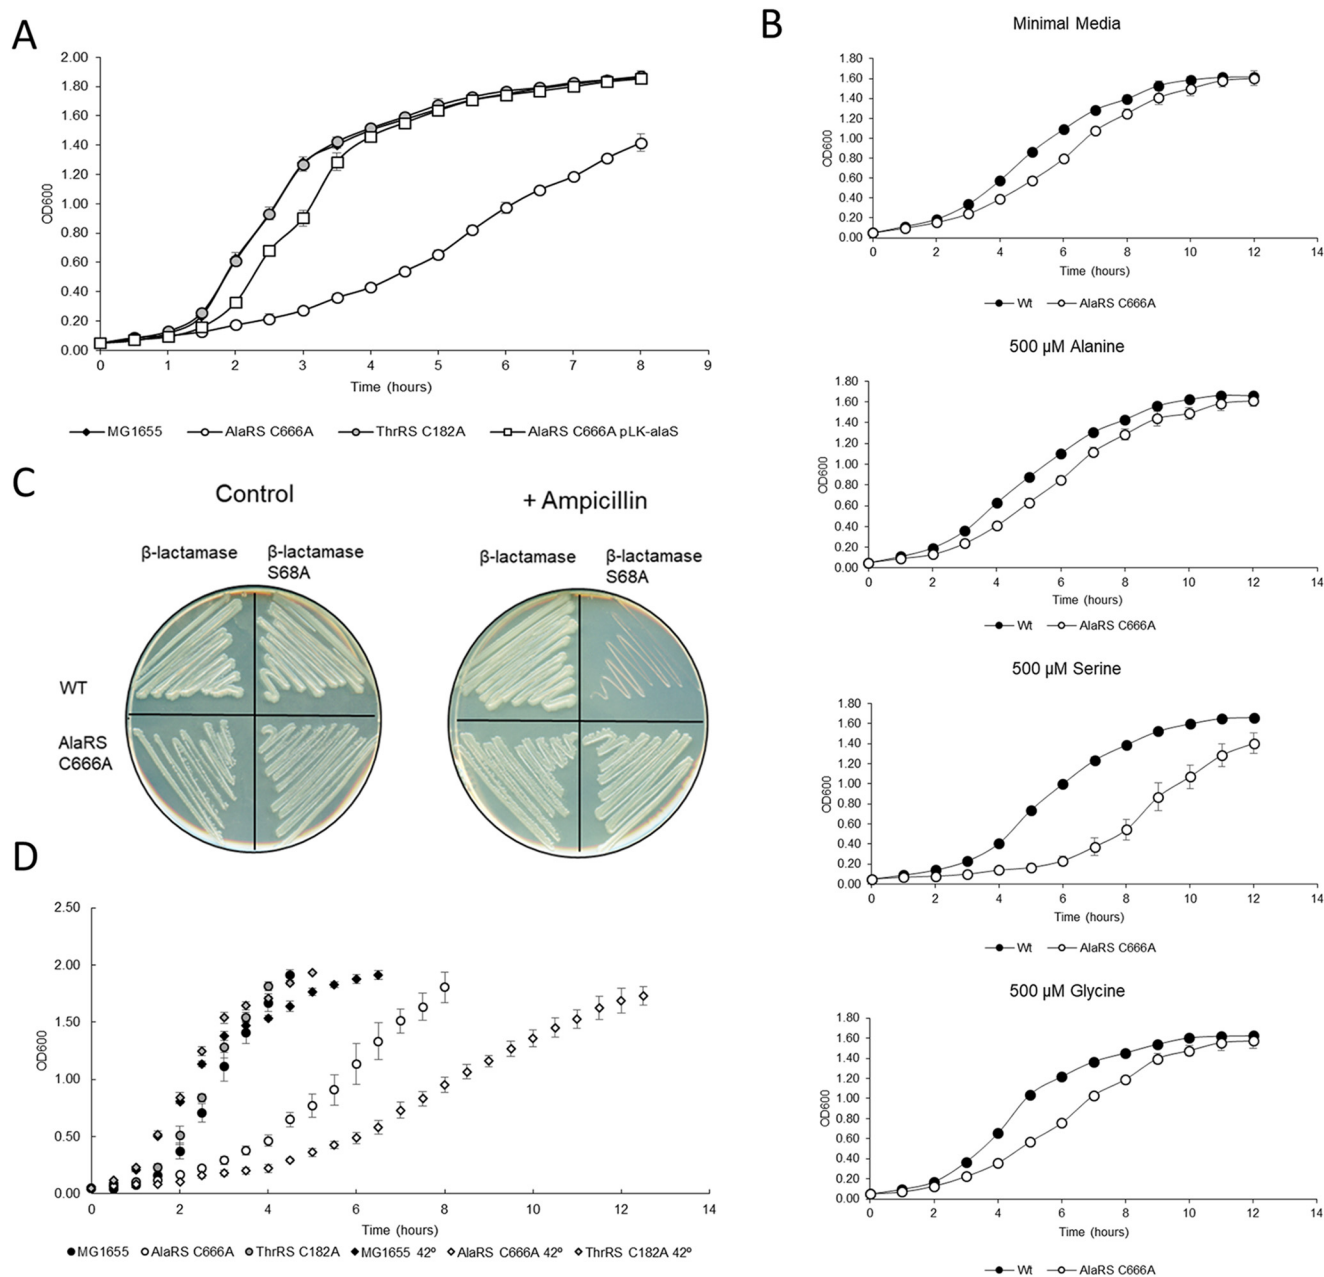 A
2.00
1.80
1.60
1.40
1.20
1.00
0.80
0.60
0.40
0.20
0.00
OD600
0 1 2 3 4 5 6 7 8 9
Time (hours)
MG1655 AlaRS C666A ThrRS C182A AlaRS C666A pLK-alaS
B
Minimal Media
1.80
1.60
1.40
1.20
1.00
0.80
0.60
0.40
0.20
0.00
OD600
0 2 4 6 8 10 12 14
Time (hours)
Wt AlaRS C666A
500 µM Alanine
1.80
1.60
1.40
1.20
1.00
0.80
0.60
0.40
0.20
0.00
OD600
0 2 4 6 8 10 12 14
Time (hours)
Wt AlaRS C666A
500 µM Serine
1.80
1.60
1.40
1.20
1.00
0.80
0.60
0.40
0.20
0.00
OD600
0 2 4 6 8 10 12 14
Time (hours)
Wt AlaRS C666A
500 µM Glycine
1.80
1.60
1.40
1.20
1.00
0.80
0.60
0.40
0.20
0.00
OD600
0 2 4 6 8 10 12 14
Time (hours)
Wt AlaRS C666A
C
Control
+ Ampicillin
β-lactamase
β-lactamase
S68A
β-lactamase
β-lactamase
S68A
WT
AlaRS
C666A
D
2.50
2.00
1.50
1.00
0.50
0.00
OD600
0 2 4 6 8 10 12 14
Time (hours)
MG1655 AlaRS C666A ThrRS C182A MG1655 42º AlaRS C666A 42º ThrRS C182A 42º